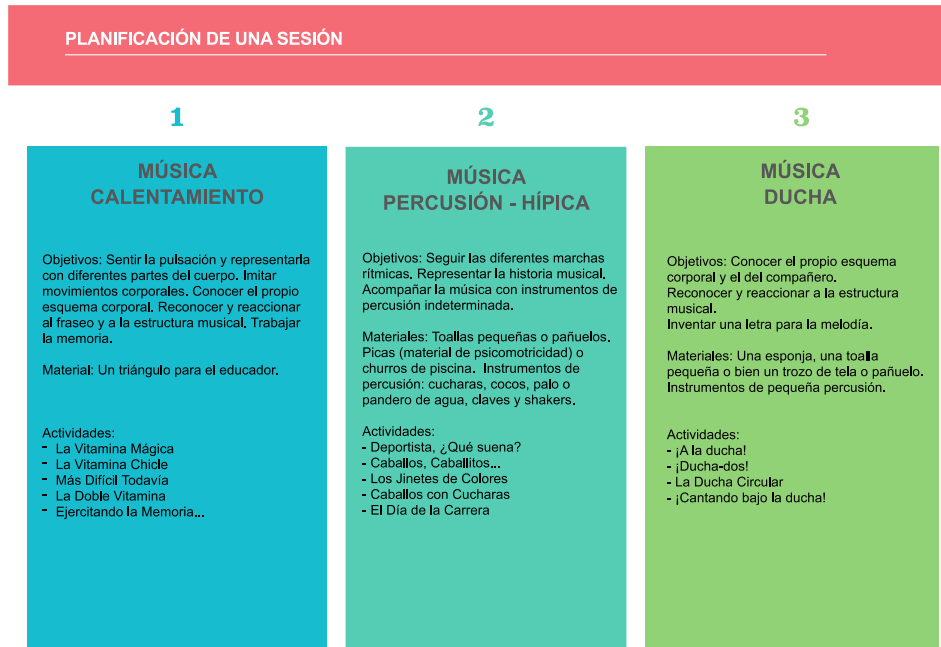 PLANIFICACIÓN DE UNA SESIÓN
1
MÚSICA
CALENTAMIENTO
Objetivos: Sentir la pulsación y representarla
con diferentes partes del cuerpo. Imitar
movimientos corporales. Conocer el propio
esquema corporal. Reconocer y reaccionar
al fraseo y a la estructura musical. Trabajar
la memoria.
Material: Un triángulo para el educador.
Actividades:
- La Vitamina Mágica
- La Vitamina Chicle
- Más Difícil Todavía
- La Doble Vitamina
- Ejercitando la Memoria...
2
MÚSICA
PERCUSIÓN - HÍPICA
Objetivos: Seguir las diferentes marchas
rítmicas. Representar la historia musical.
Acompañar la música con instrumentos de
percusión indeterminada.
Materiales: Toallas pequeñas o pañuelos.
Picas (material de psicomotricidad) o
churros de piscina. Instrumentos de
percusión: cucharas, cocos, palo o
pandero de agua, claves y shakers.
Actividades:
- Deportista, ¿Qué suena?
- Caballos, Caballitos...
- Los Jinetes de Colores
- Caballos con Cucharas
- El Día de la Carrera
3
MÚSICA
DUCHA
Objetivos: Conocer el propio esquema
corporal y el del compañero.
Reconocer y reaccionar a la estructura
musical.
Inventar una letra para la melodía.
Materiales: Una esponja, una toalla
pequeña o bien un trozo de tela o pañuelo.
Instrumentos de pequeña percusión.
Actividades:
- ¡A la ducha!
- ¡Ducha-dos!
- La Ducha Circular
- ¡Cantando bajo la ducha!